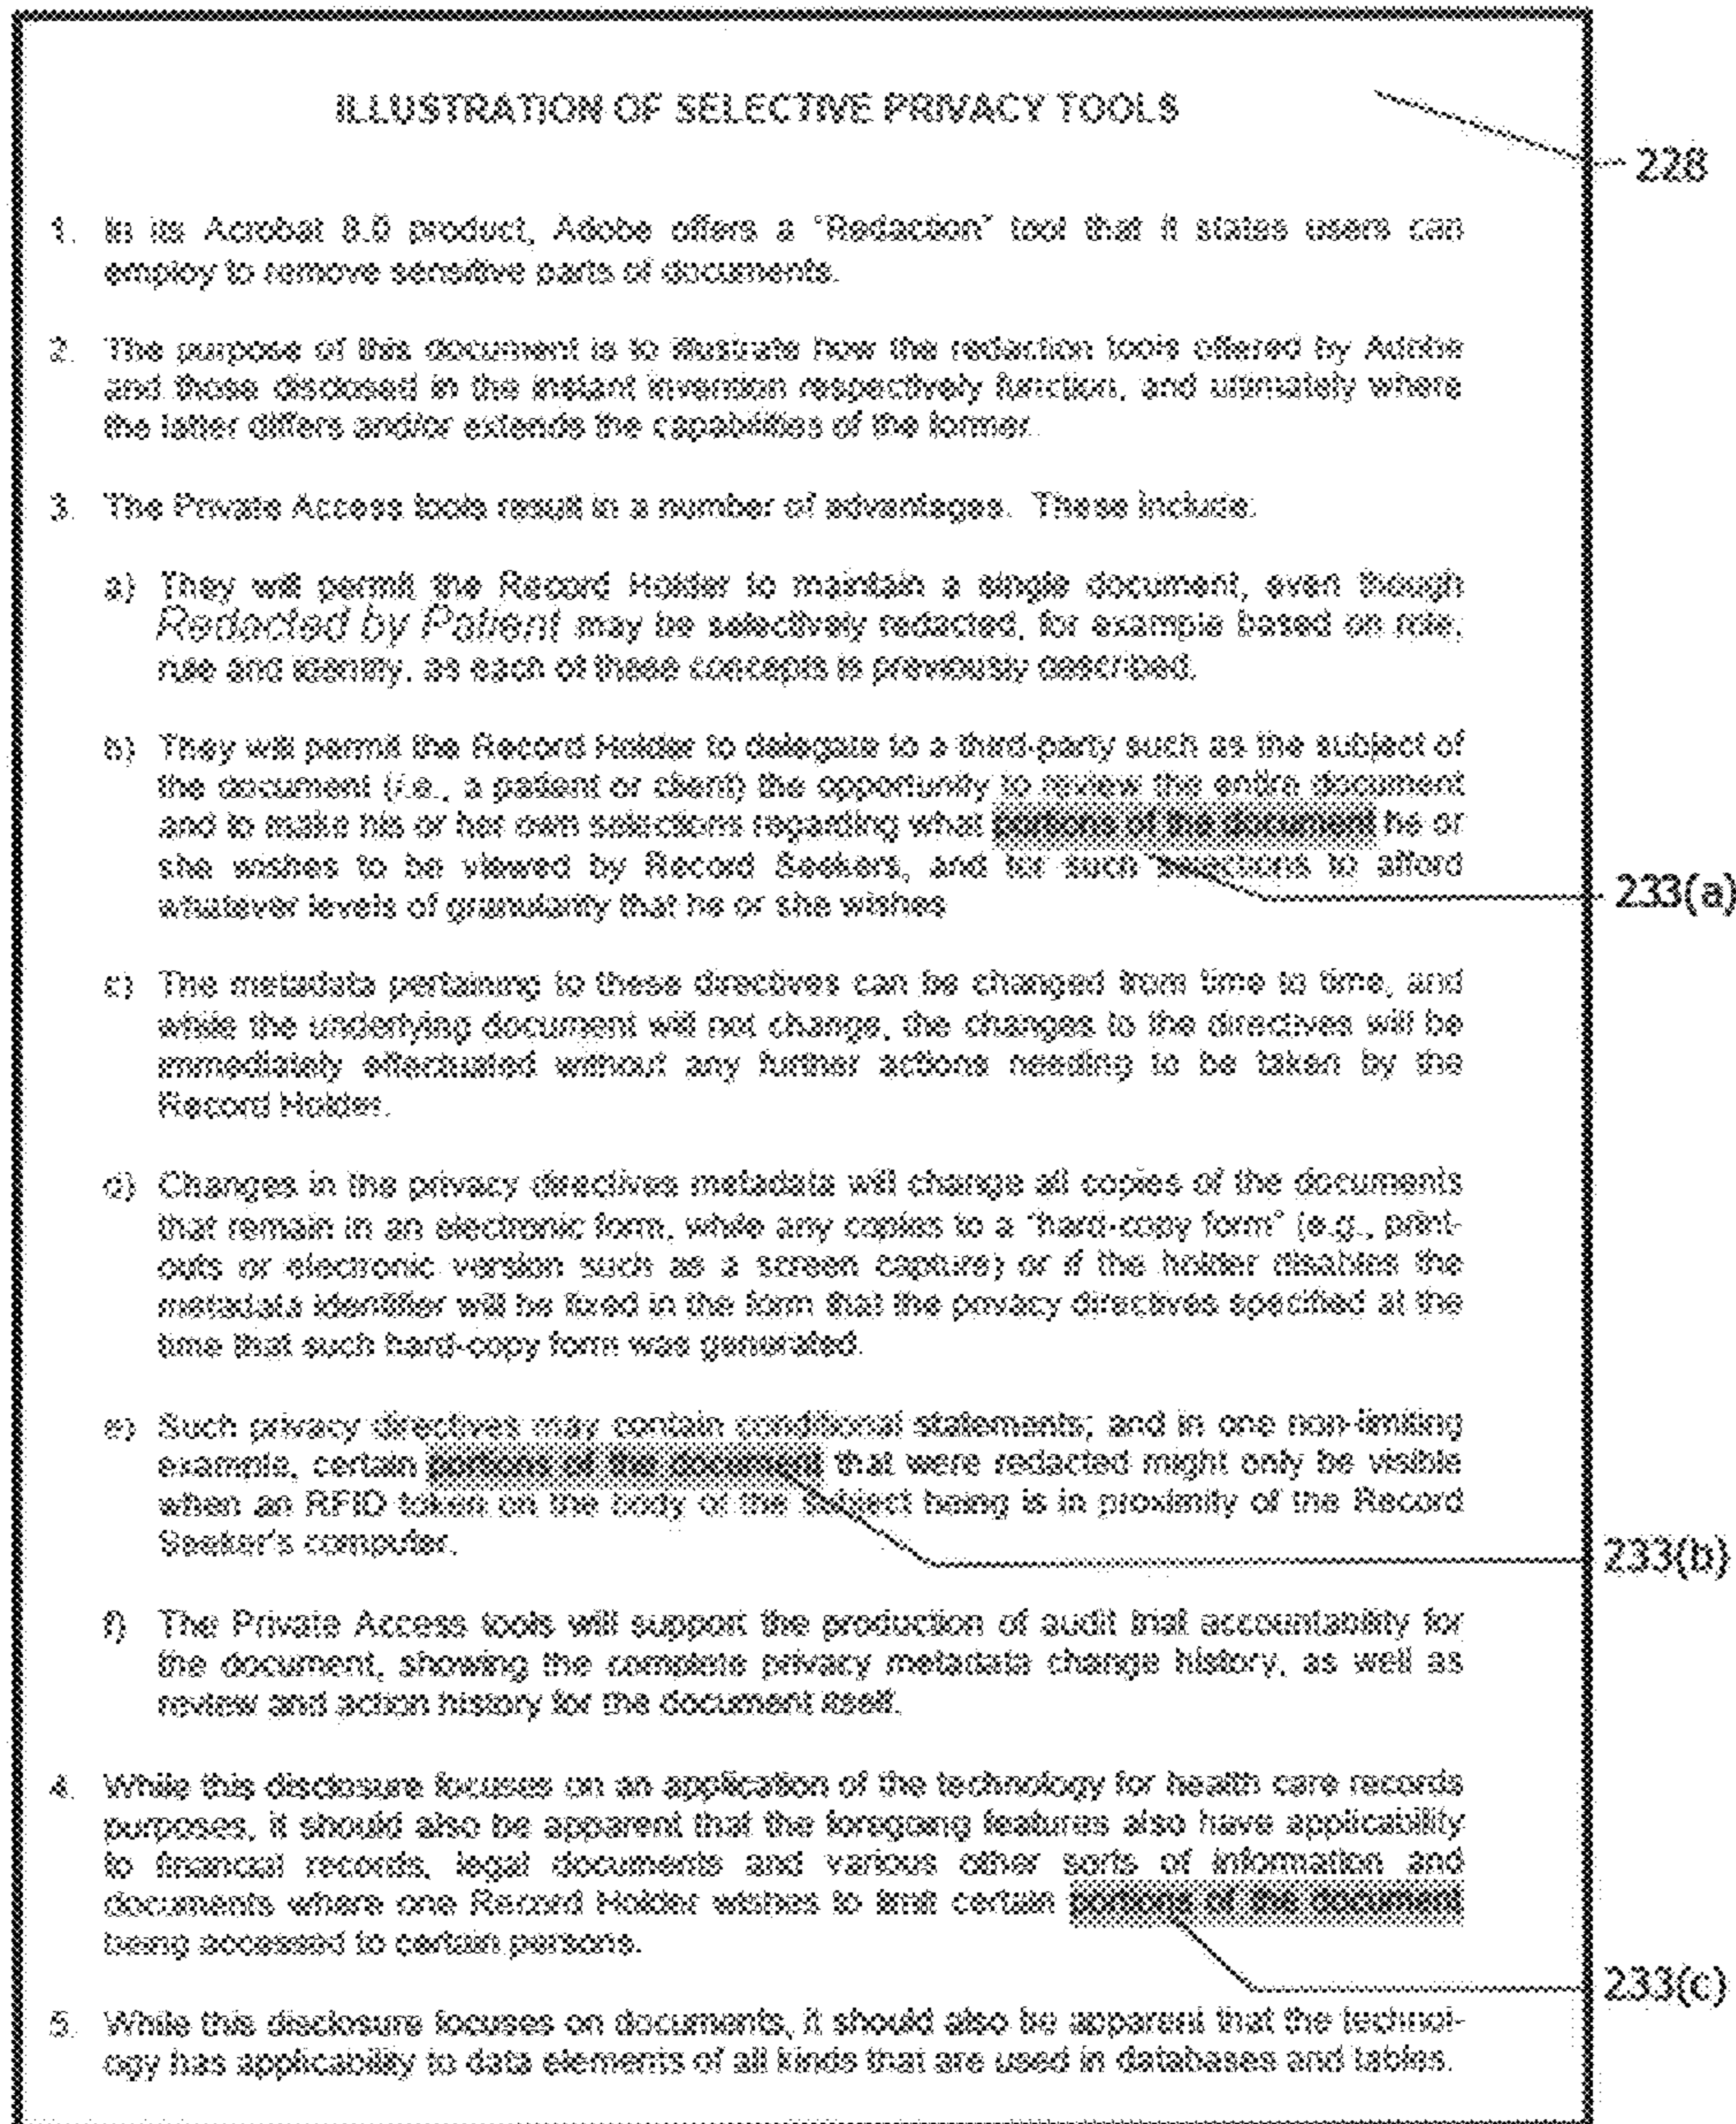 ILLUSTRATION OF SELECTIVE PRIVACY TOOLS
228
1. In its Acrobat 8.0 product, Adobe offers a "Redaction" tool that it states users can
employ to remove sensitive parts of documents.
2. The purpose of this document is to illustrate how the redaction tools offered by Adobe
and those disclosed in the instant invention respectively function, and ultimately where
the latter differs and/or extends the capabilities of the former.
3. The Private Access tools result in a number of advantages. These include:
a) They will permit the Record Holder to maintain a single document, even though
Redacted by Patient may be selectively redacted, for example based on role,
rule and identity, as each of these concepts is previously described.
b) They will permit the Record Holder to delegate to a third-party such as the subject of
the document (i.e., a patient or client) the opportunity to review the entire document
and to make his or her own selections regarding what portions of the document he or
she wishes to be viewed by Record Seekers, and for such selections to afford
whatever levels of granularity that he or she wishes
233(a)
c) The metadata pertaining to these directives can be changed from time to time, and
while the underlying document will not change, the changes to the directives will be
immediately effectuated without any further actions needing to be taken by the
Record Holder.
d) Changes in the privacy directives metadata will change all copies of the documents
that remain in an electronic form, while any copies to a "hard-copy form" (e.g., print-
outs or electronic version such as a screen capture) or if the holder disables the
metadata identifier will be fixed in the form that the privacy directives specified at the
time that such hard-copy form was generated.
e) Such privacy directives may contain conditional statements; and in one non-limiting
example, certain portions of the document that were redacted might only be visible
when an RFID token on the body of the subject being is in proximity of the Record
Seeker's computer.
233(b)
f) The Private Access tools will support the production of audit trial accountability for
the document, showing the complete privacy metadata change history, as well as
review and action history for the document itself.
4. While this disclosure focuses on an application of the technology for health care records
purposes, it should also be apparent that the foregoing features also have applicability
to financial records, legal documents and various other sorts of information and
documents where one Record Holder wishes to limit certain portions of the document
being accessed to certain persons.
233(c)
5. While this disclosure focuses on documents, it should also be apparent that the technol-
ogy has applicability to data elements of all kinds that are used in databases and tables.